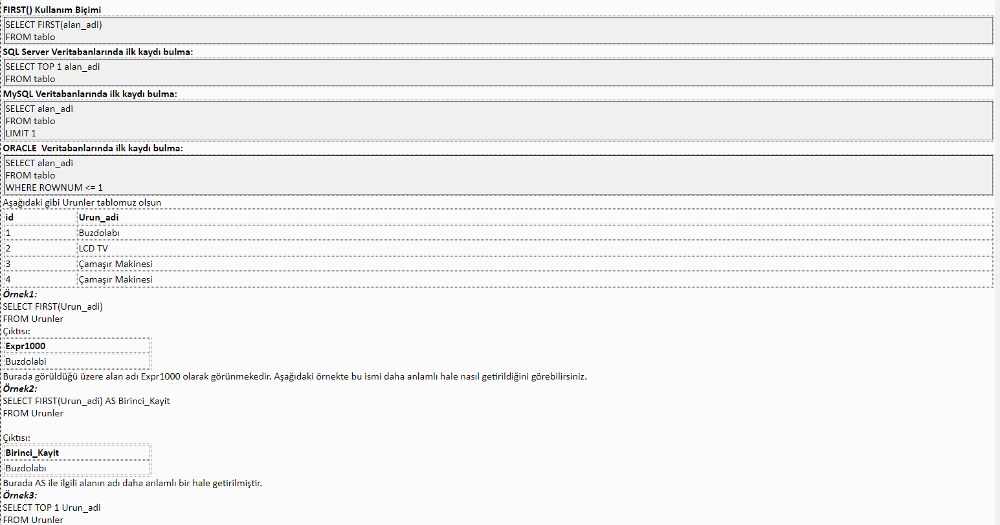 FIRST() Kullanım Biçimi
SELECT FIRST(alan_adi)
FROM tablo
SQL Server Veritabanlarında ilk kaydı bulma:
SELECT TOP 1 alan_adi
FROM tablo
MySQL Veritabanlarında ilk kaydı bulma:
SELECT alan_adi
FROM tablo
LIMIT 1
ORACLE  Veritabanlarında ilk kaydı bulma:
SELECT alan_adi
FROM tablo
WHERE ROWNUM <= 1
Aşağıdaki gibi Urunler tablomuz olsun
id Urun_adi
1 Buzdolabı
2 LCD TV
3 Çamaşır Makinesi
4 Çamaşır Makinesi
Örnek1:
SELECT FIRST(Urun_adi)
FROM Urunler
Çıktısı:
Expr1000
Buzdolabi
Burada görüldüğü üzere alan adı Expr1000 olarak görünmekedir. Aşağıdaki örnekte bu ismi daha anlamlı hale nasıl getirildiğini görebilirsiniz.
Örnek2:
SELECT FIRST(Urun_adi) AS Birinci_Kayit
FROM Urunler
Çıktısı:
Birinci_Kayit
Buzdolabı
Burada AS ile ilgili alanın adı daha anlamlı bir hale getirilmiştir.
Örnek3:
SELECT TOP 1 Urun_adi
FROM Urunler